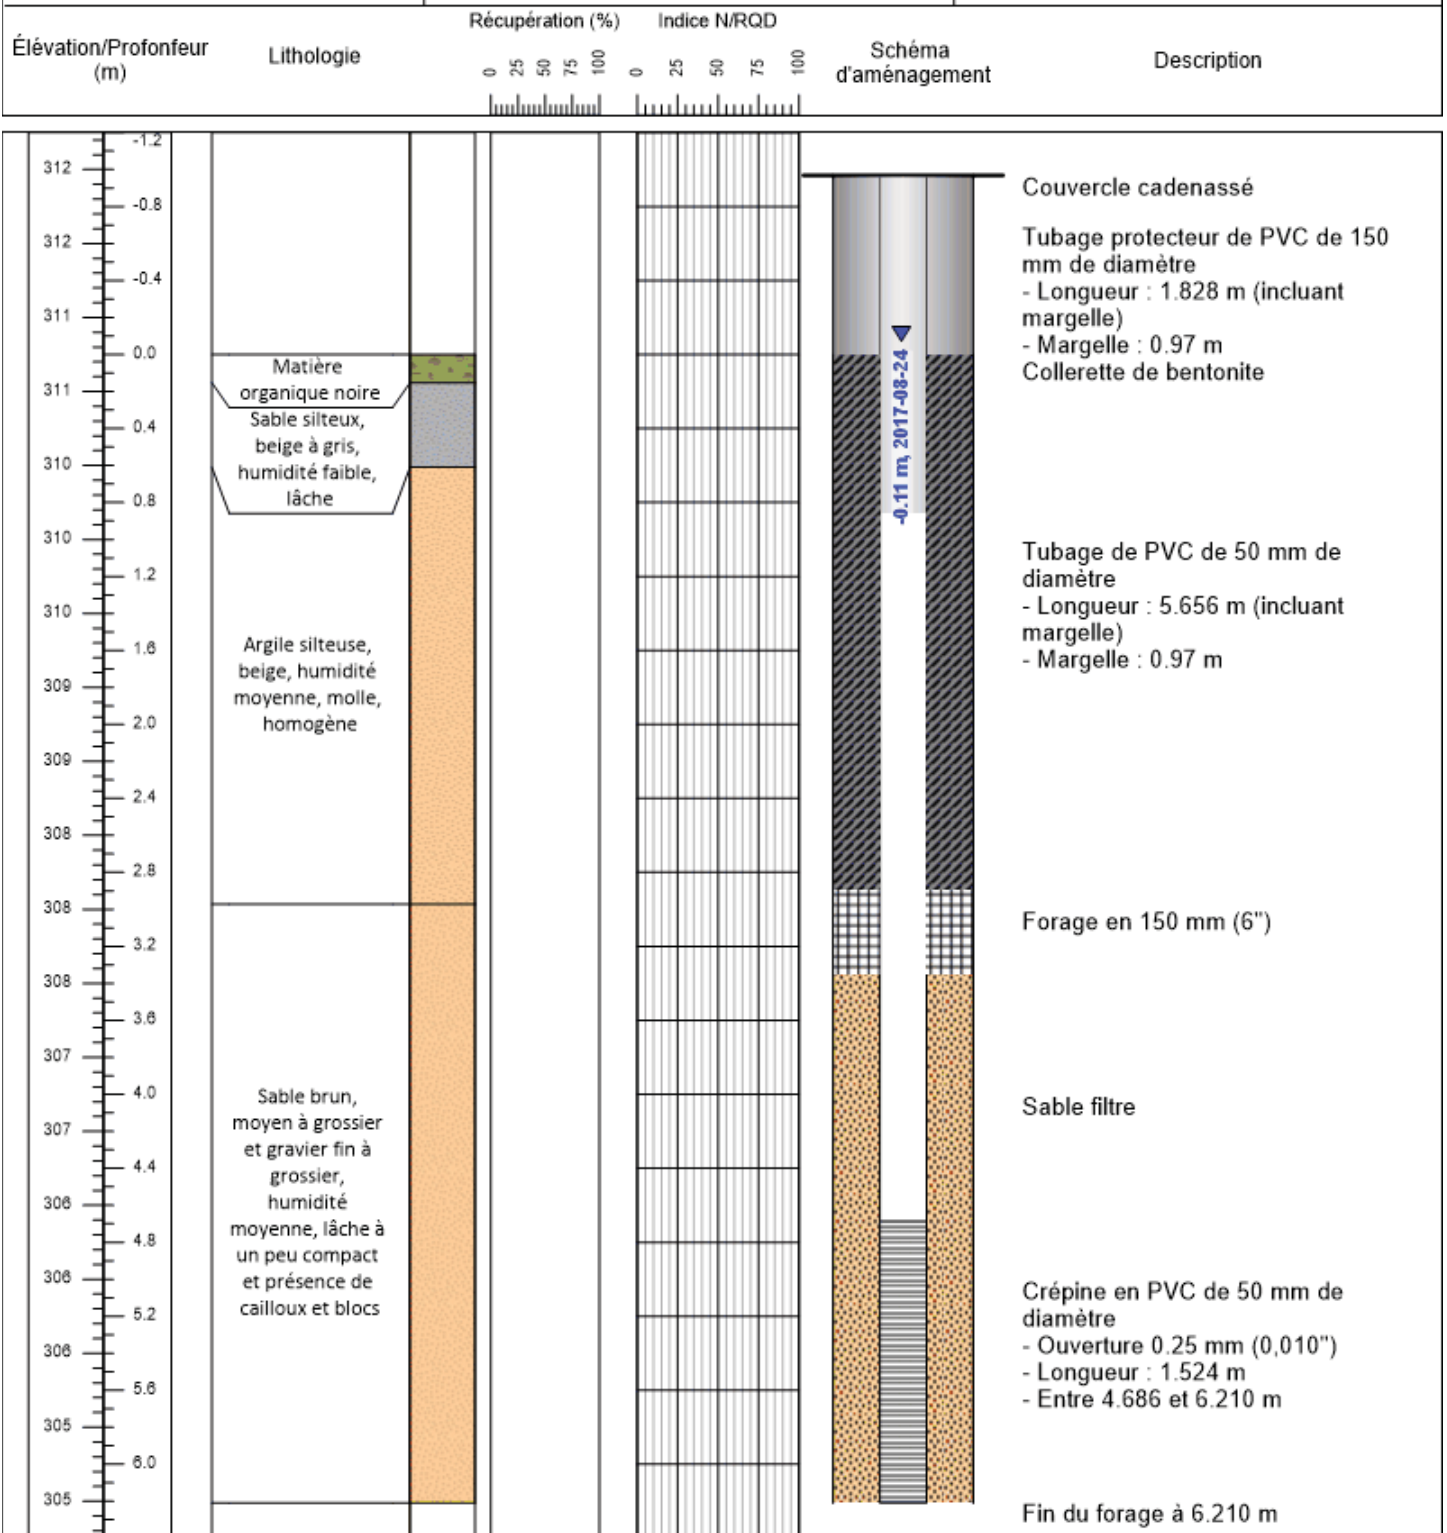 Récupération (%)
Indice N/RQD
Élévation/Profonfeur
(m)
Lithologie
0 25 50 75 100
0 25 50 75 100
Schéma
d'aménagement
Description
-1.2
312
-0.8
312
-0.4
311
0.0
311
0.4
310
0.8
310
1.2
310
1.6
309
2.0
309
2.4
308
2.8
308
3.2
308
3.6
307
4.0
307
4.4
306
4.8
306
5.2
306
5.6
305
6.0
305
Matière
organique noire
Sable silteux,
beige à gris,
humidité faible,
lâche
Argile silteuse,
beige, humidité
moyenne, molle,
homogène
Sable brun,
moyen à grossier
et gravier fin à
grossier,
humidité
moyenne, lâche à
un peu compact
et présence de
cailloux et blocs
-0.11 m, 2017-08-24
Couvercle cadenassé
Tubage protecteur de PVC de 150
mm de diamètre
- Longueur : 1.828 m (incluant
margelle)
- Margelle : 0.97 m
Collerette de bentonite
Tubage de PVC de 50 mm de
diamètre
- Longueur : 5.656 m (incluant
margelle)
- Margelle : 0.97 m
Forage en 150 mm (6")
Sable filtre
Crépine en PVC de 50 mm de
diamètre
- Ouverture 0.25 mm (0,010")
- Longueur : 1.524 m
- Entre 4.686 et 6.210 m
Fin du forage à 6.210 m